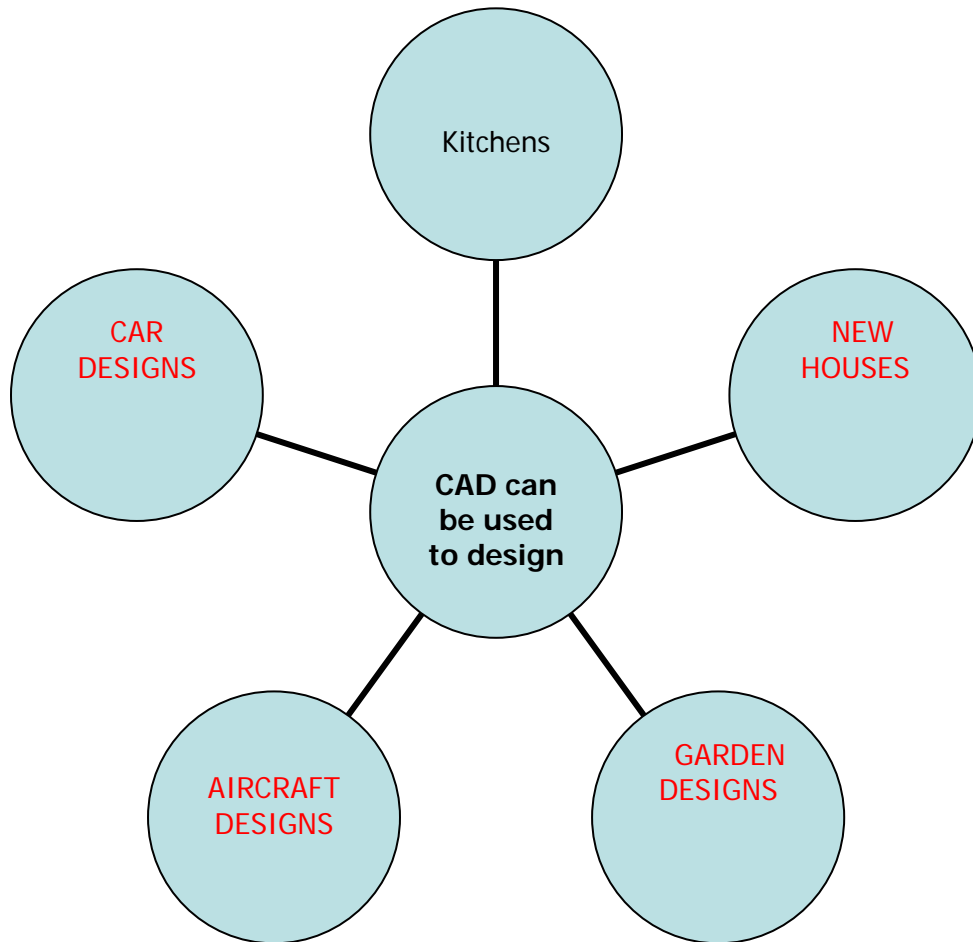 Kitchens
CAR
DESIGNS
NEW
HOUSES
CAD can
be used
to design
AIRCRAFT
DESIGNS
GARDEN
DESIGNS